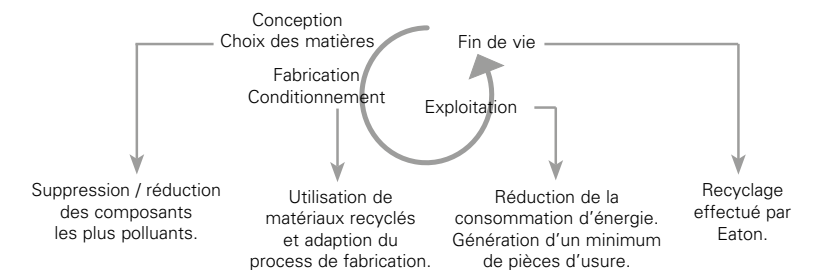 Conception
Choix des matières
Fabrication
Conditionnement
Exploitation
Fin de vie
Suppression / réduction
des composants
les plus polluants.
Utilisation de
matériaux recyclés
et adaption du
process de fabrication.
Réduction de la
consommation d'énergie.
Génération d'un minimum
de pièces d'usure.
Recyclage
effectué par
Eaton.